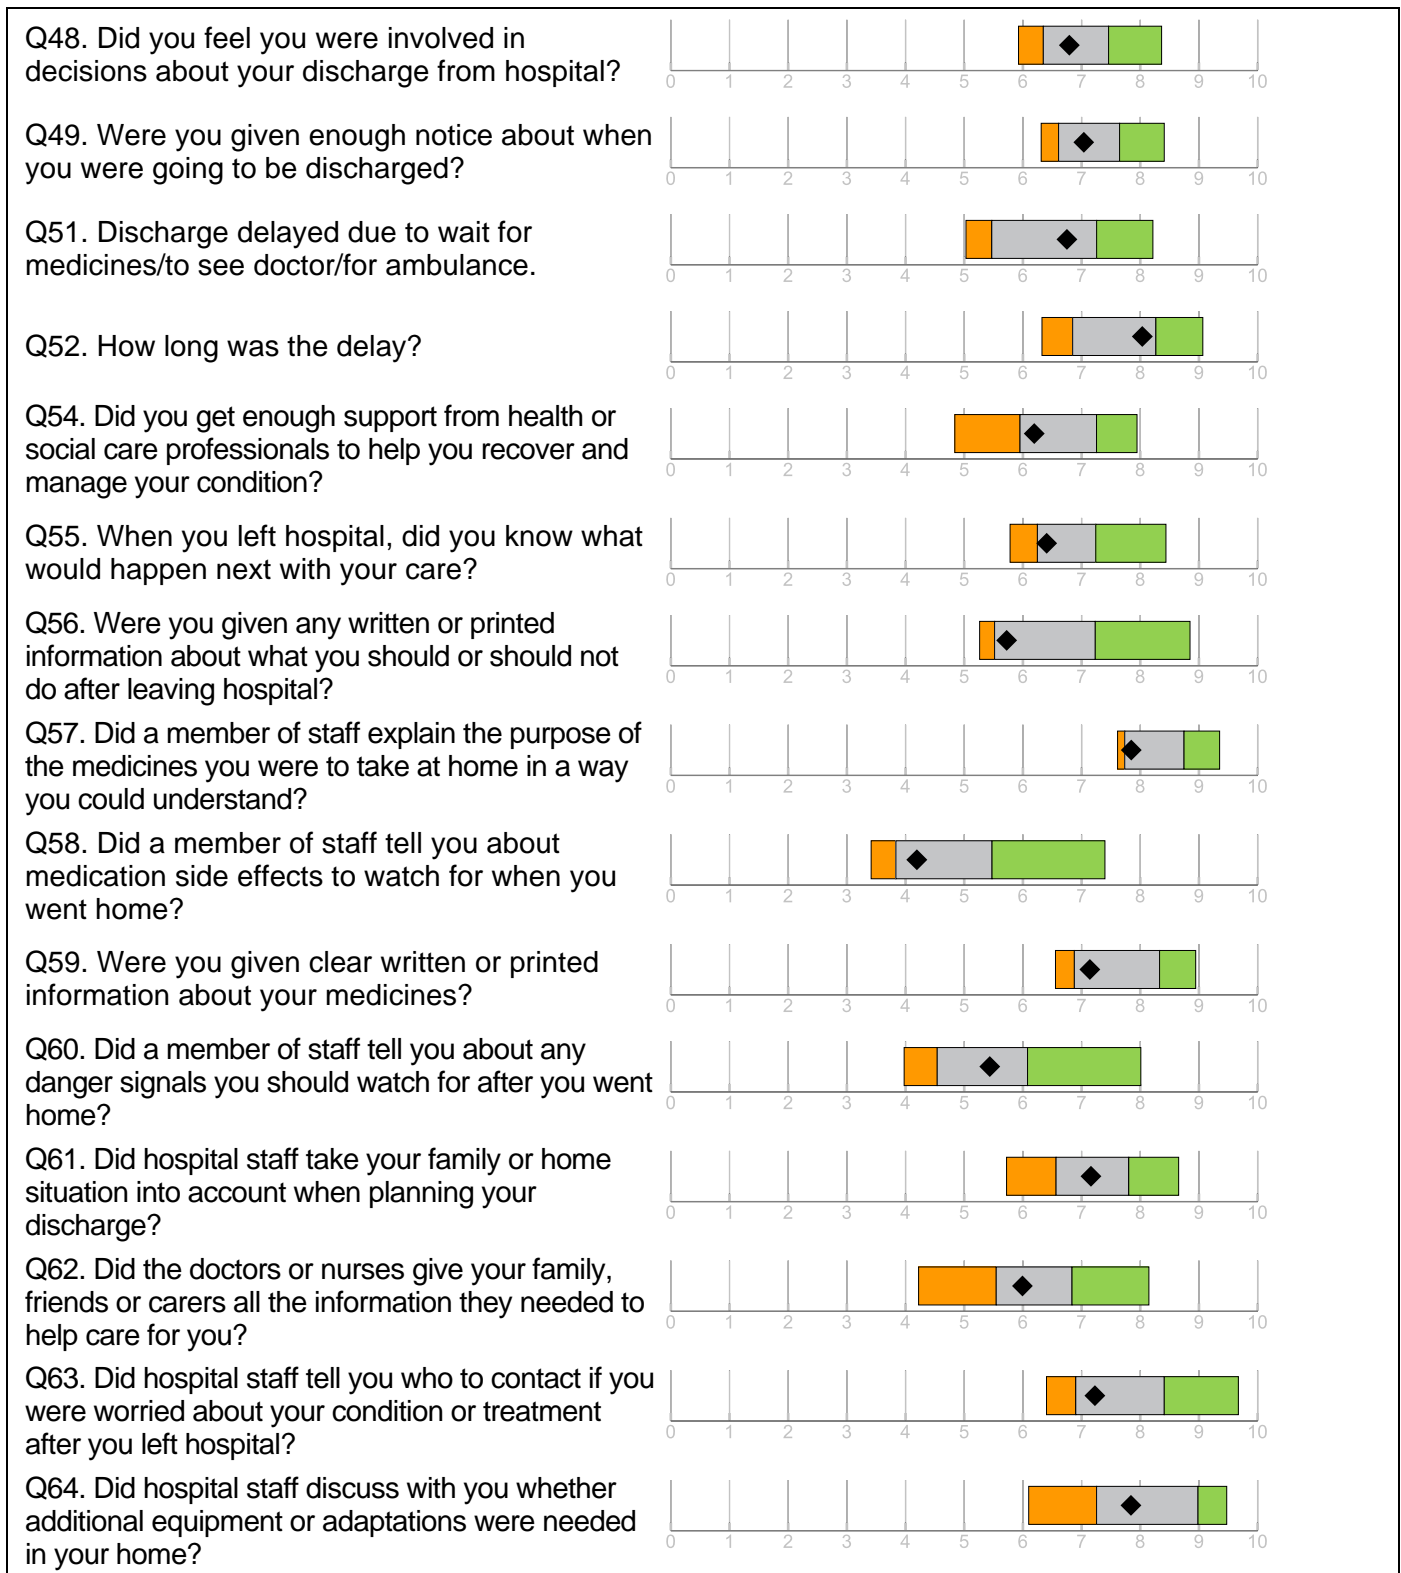 Q48. Did you feel you were involved in
decisions about your discharge from hospital?
0 1 2 3 4 5 6 7 8 9 10
Q49. Were you given enough notice about when
you were going to be discharged?
0 1 2 3 4 5 6 7 8 9 10
Q51. Discharge delayed due to wait for
medicines/to see doctor/for ambulance.
0 1 2 3 4 5 6 7 8 9 10
Q52. How long was the delay?
0 1 2 3 4 5 6 7 8 9 10
Q54. Did you get enough support from health or
social care professionals to help you recover and
manage your condition?
0 1 2 3 4 5 6 7 8 9 10
Q55. When you left hospital, did you know what
would happen next with your care?
0 1 2 3 4 5 6 7 8 9 10
Q56. Were you given any written or printed
information about what you should or should not
do after leaving hospital?
0 1 2 3 4 5 6 7 8 9 10
Q57. Did a member of staff explain the purpose of
the medicines you were to take at home in a way
you could understand?
0 1 2 3 4 5 6 7 8 9 10
Q58. Did a member of staff tell you about
medication side effects to watch for when you
went home?
0 1 2 3 4 5 6 7 8 9 10
Q59. Were you given clear written or printed
information about your medicines?
0 1 2 3 4 5 6 7 8 9 10
Q60. Did a member of staff tell you about any
danger signals you should watch for after you went
home?
0 1 2 3 4 5 6 7 8 9 10
Q61. Did hospital staff take your family or home
situation into account when planning your
discharge?
0 1 2 3 4 5 6 7 8 9 10
Q62. Did the doctors or nurses give your family,
friends or carers all the information they needed to
help care for you?
0 1 2 3 4 5 6 7 8 9 10
Q63. Did hospital staff tell you who to contact if you
were worried about your condition or treatment
after you left hospital?
0 1 2 3 4 5 6 7 8 9 10
Q64. Did hospital staff discuss with you whether
additional equipment or adaptations were needed
in your home?
0 1 2 3 4 5 6 7 8 9 10